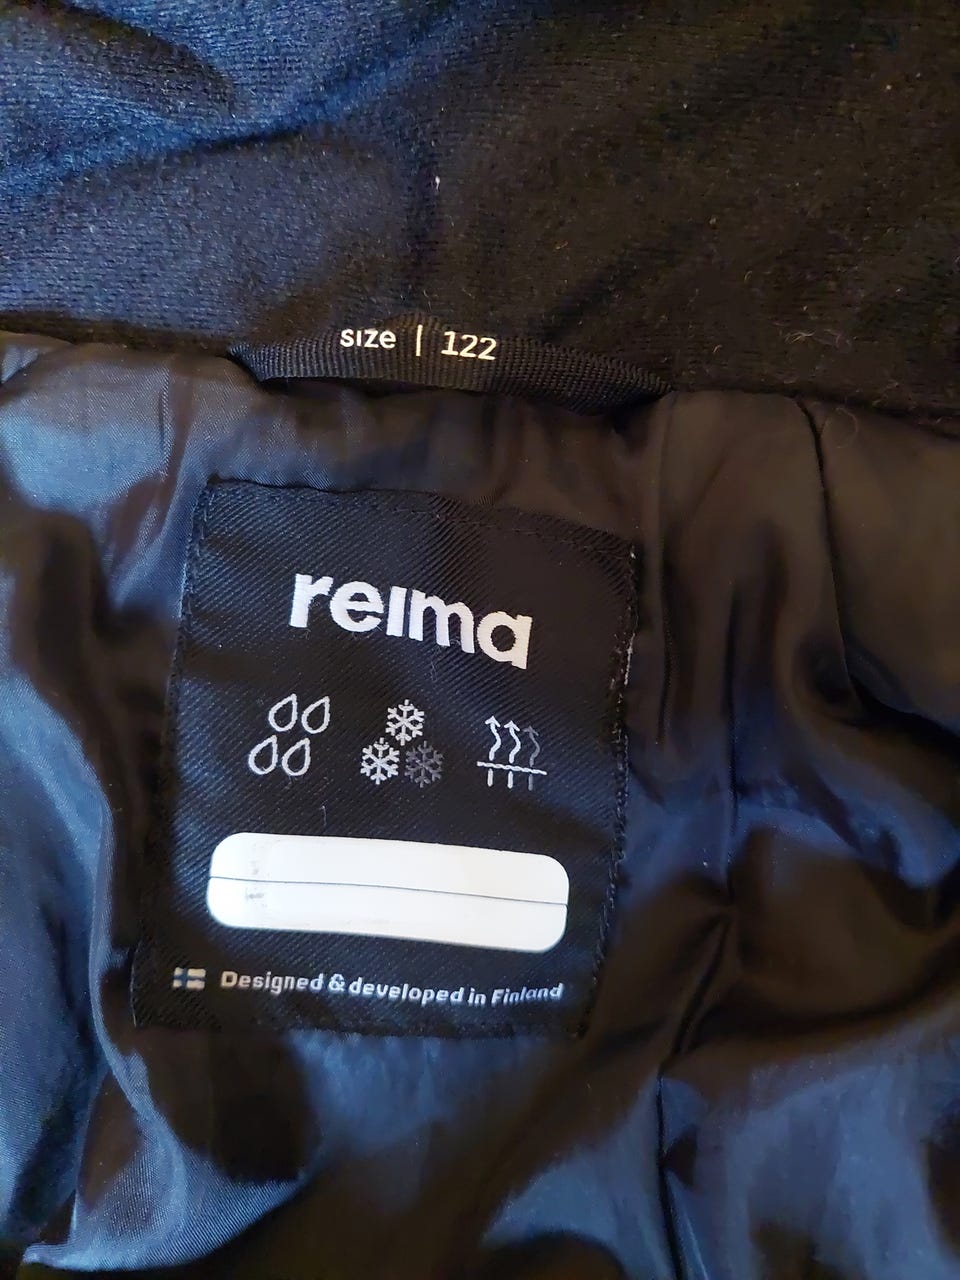 size | 122
reima
Designed & developed in Finland